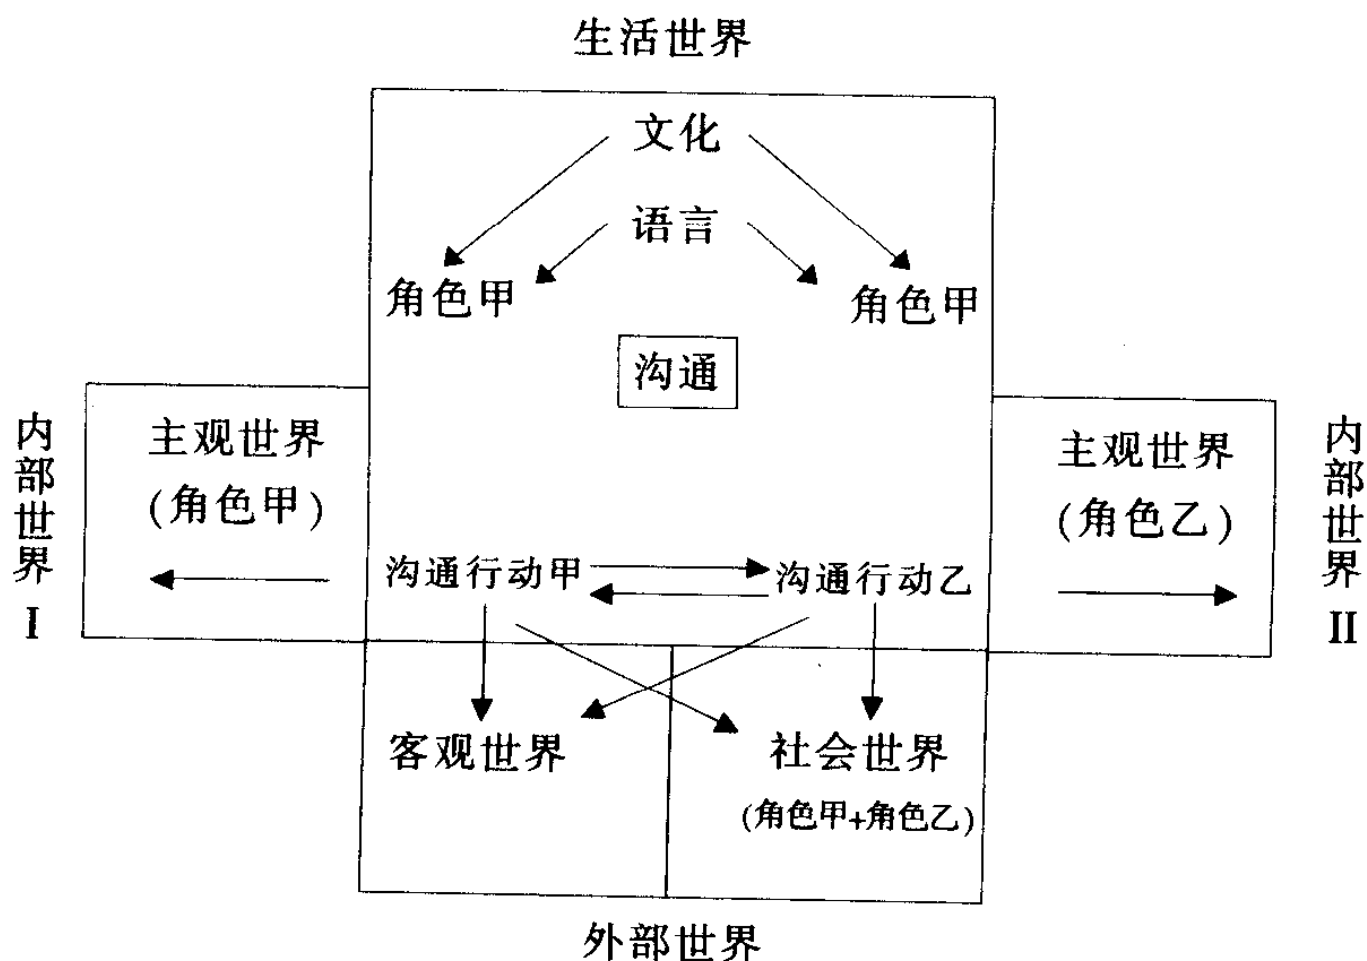 生活世界
文化
语言
角色甲
角色甲
沟通
内部世界 I
主观世界
(角色甲)
主观世界
(角色乙)
内部世界 II
沟通行动甲
沟通行动乙
客观世界
社会世界
(角色甲+角色乙)
外部世界